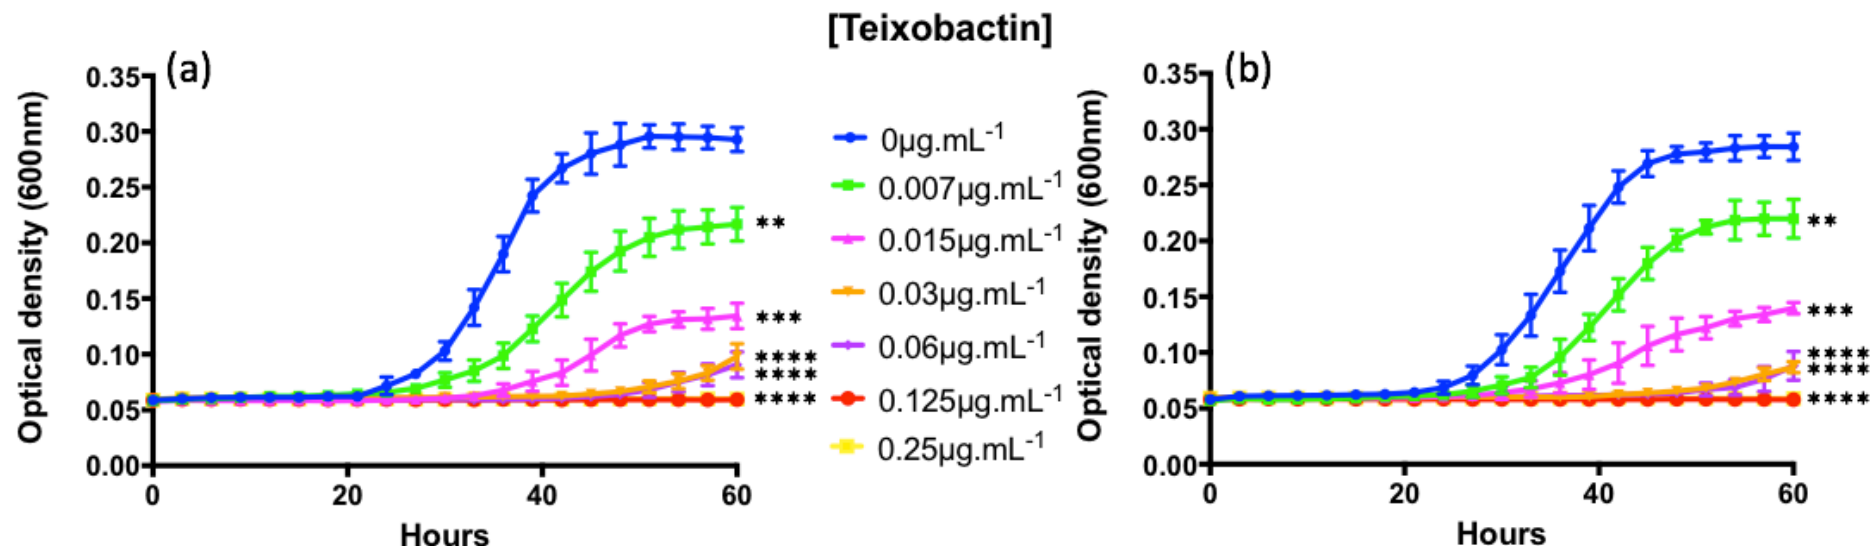 [Teixobactin]
(a)
Optical density (600nm)
0.35
0.30
0.25
0.20
0.15
0.10
0.05
0.00
0
20
40
60
Hours
**
***
****
****
****
0µg.mL-1
0.007µg.mL-1
0.015µg.mL-1
0.03µg.mL-1
0.06µg.mL-1
0.125µg.mL-1
0.25µg.mL-1
(b)
Optical density (600nm)
0.35
0.30
0.25
0.20
0.15
0.10
0.05
0.00
0
20
40
60
Hours
**
***
****
****
****